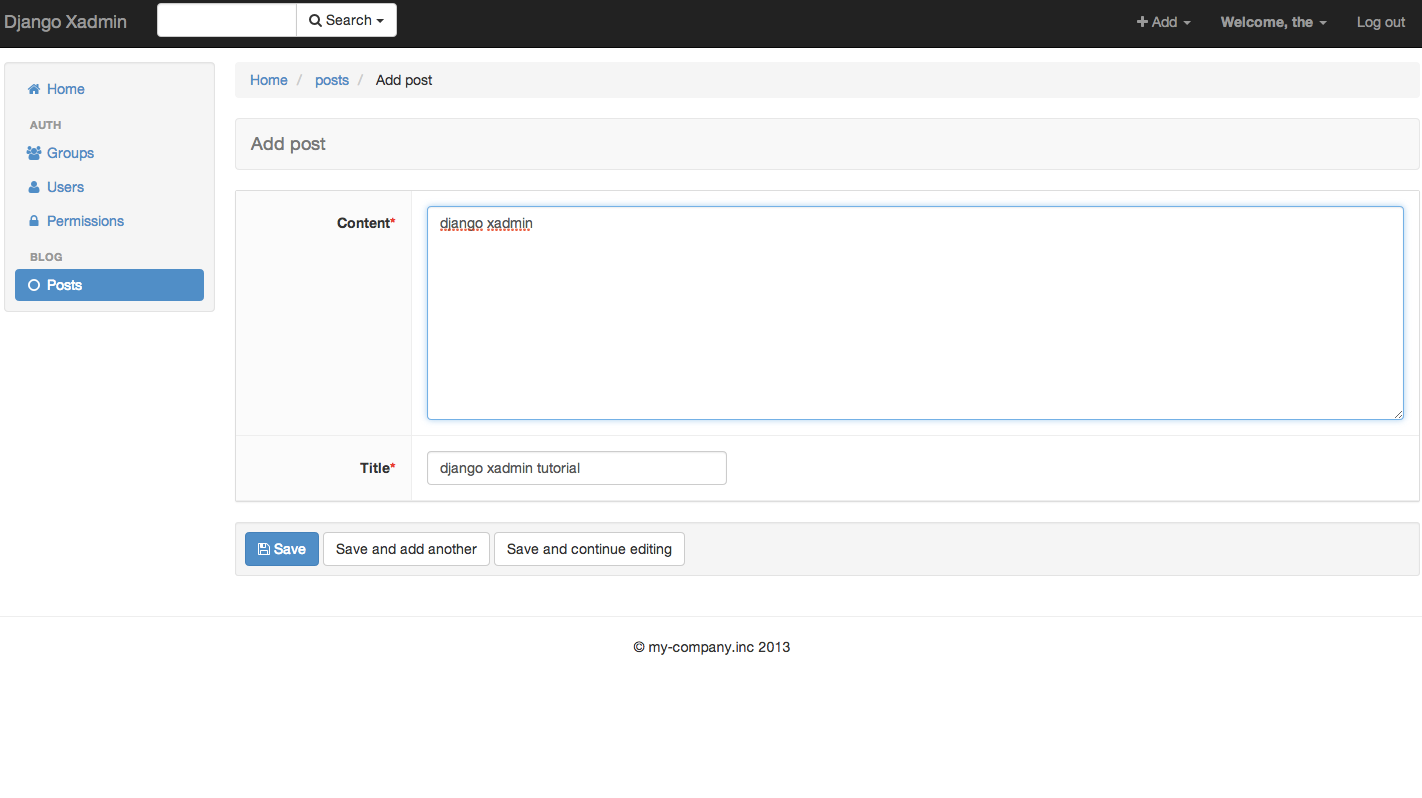 Django Xadmin
Search
Add
Welcome, the
Log out
Home
AUTH
Groups
Users
Permissions
BLOG
Posts
Home / posts / Add post
Add post
Content*
django xadmin
Title*
django xadmin tutorial
Save
Save and add another
Save and continue editing
© my-company.inc 2013